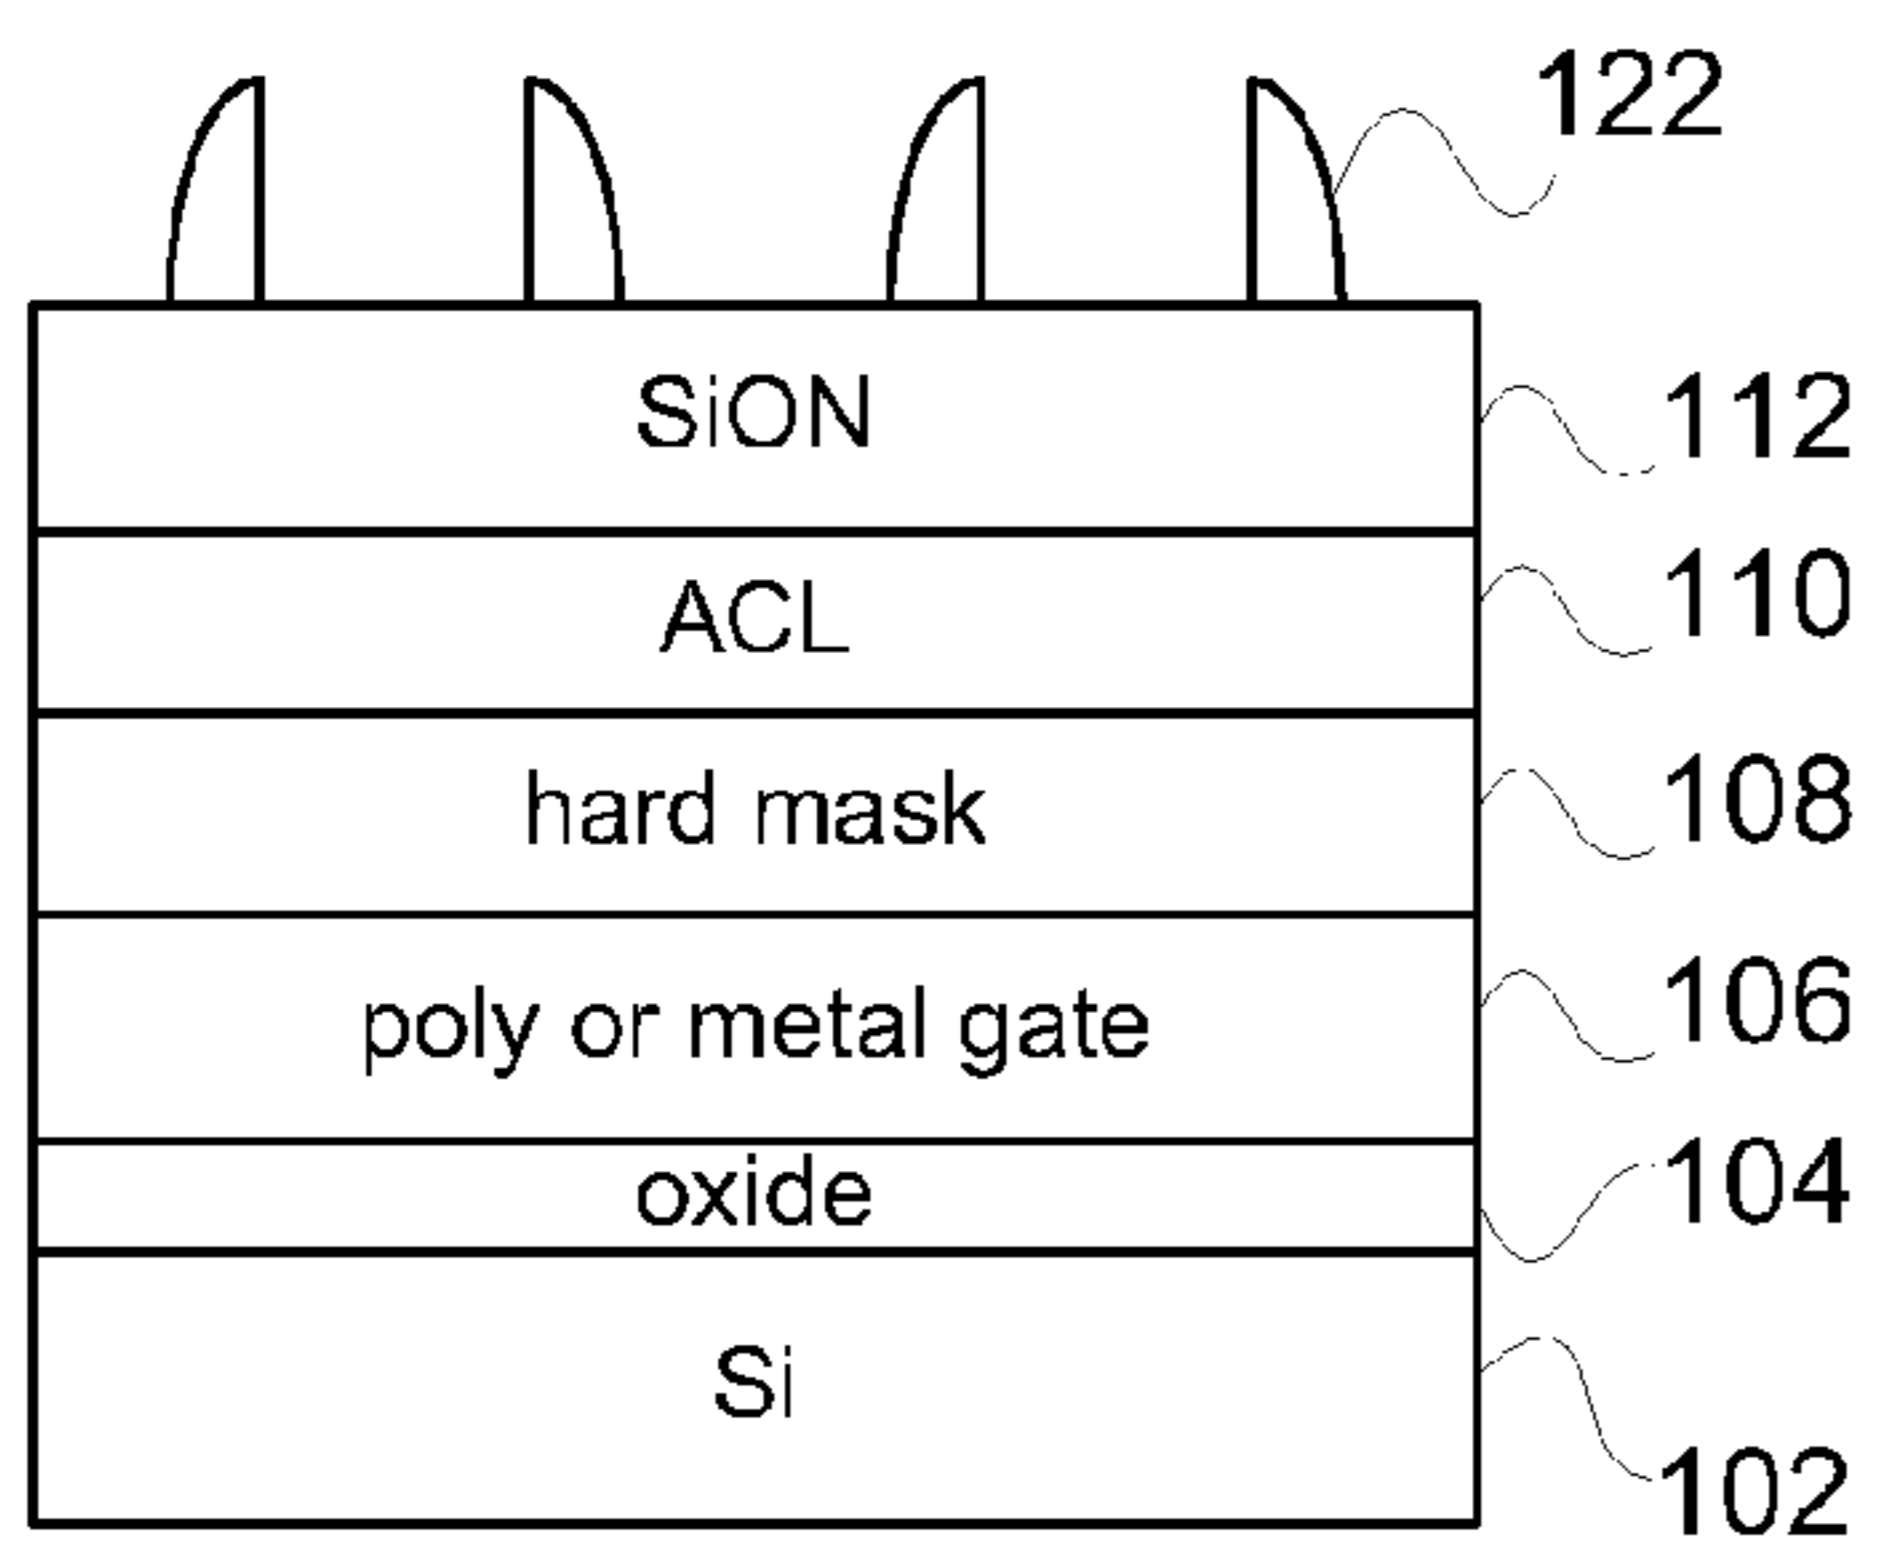 122
SiON 112
ACL 110
hard mask 108
poly or metal gate 106
oxide 104
Si 102